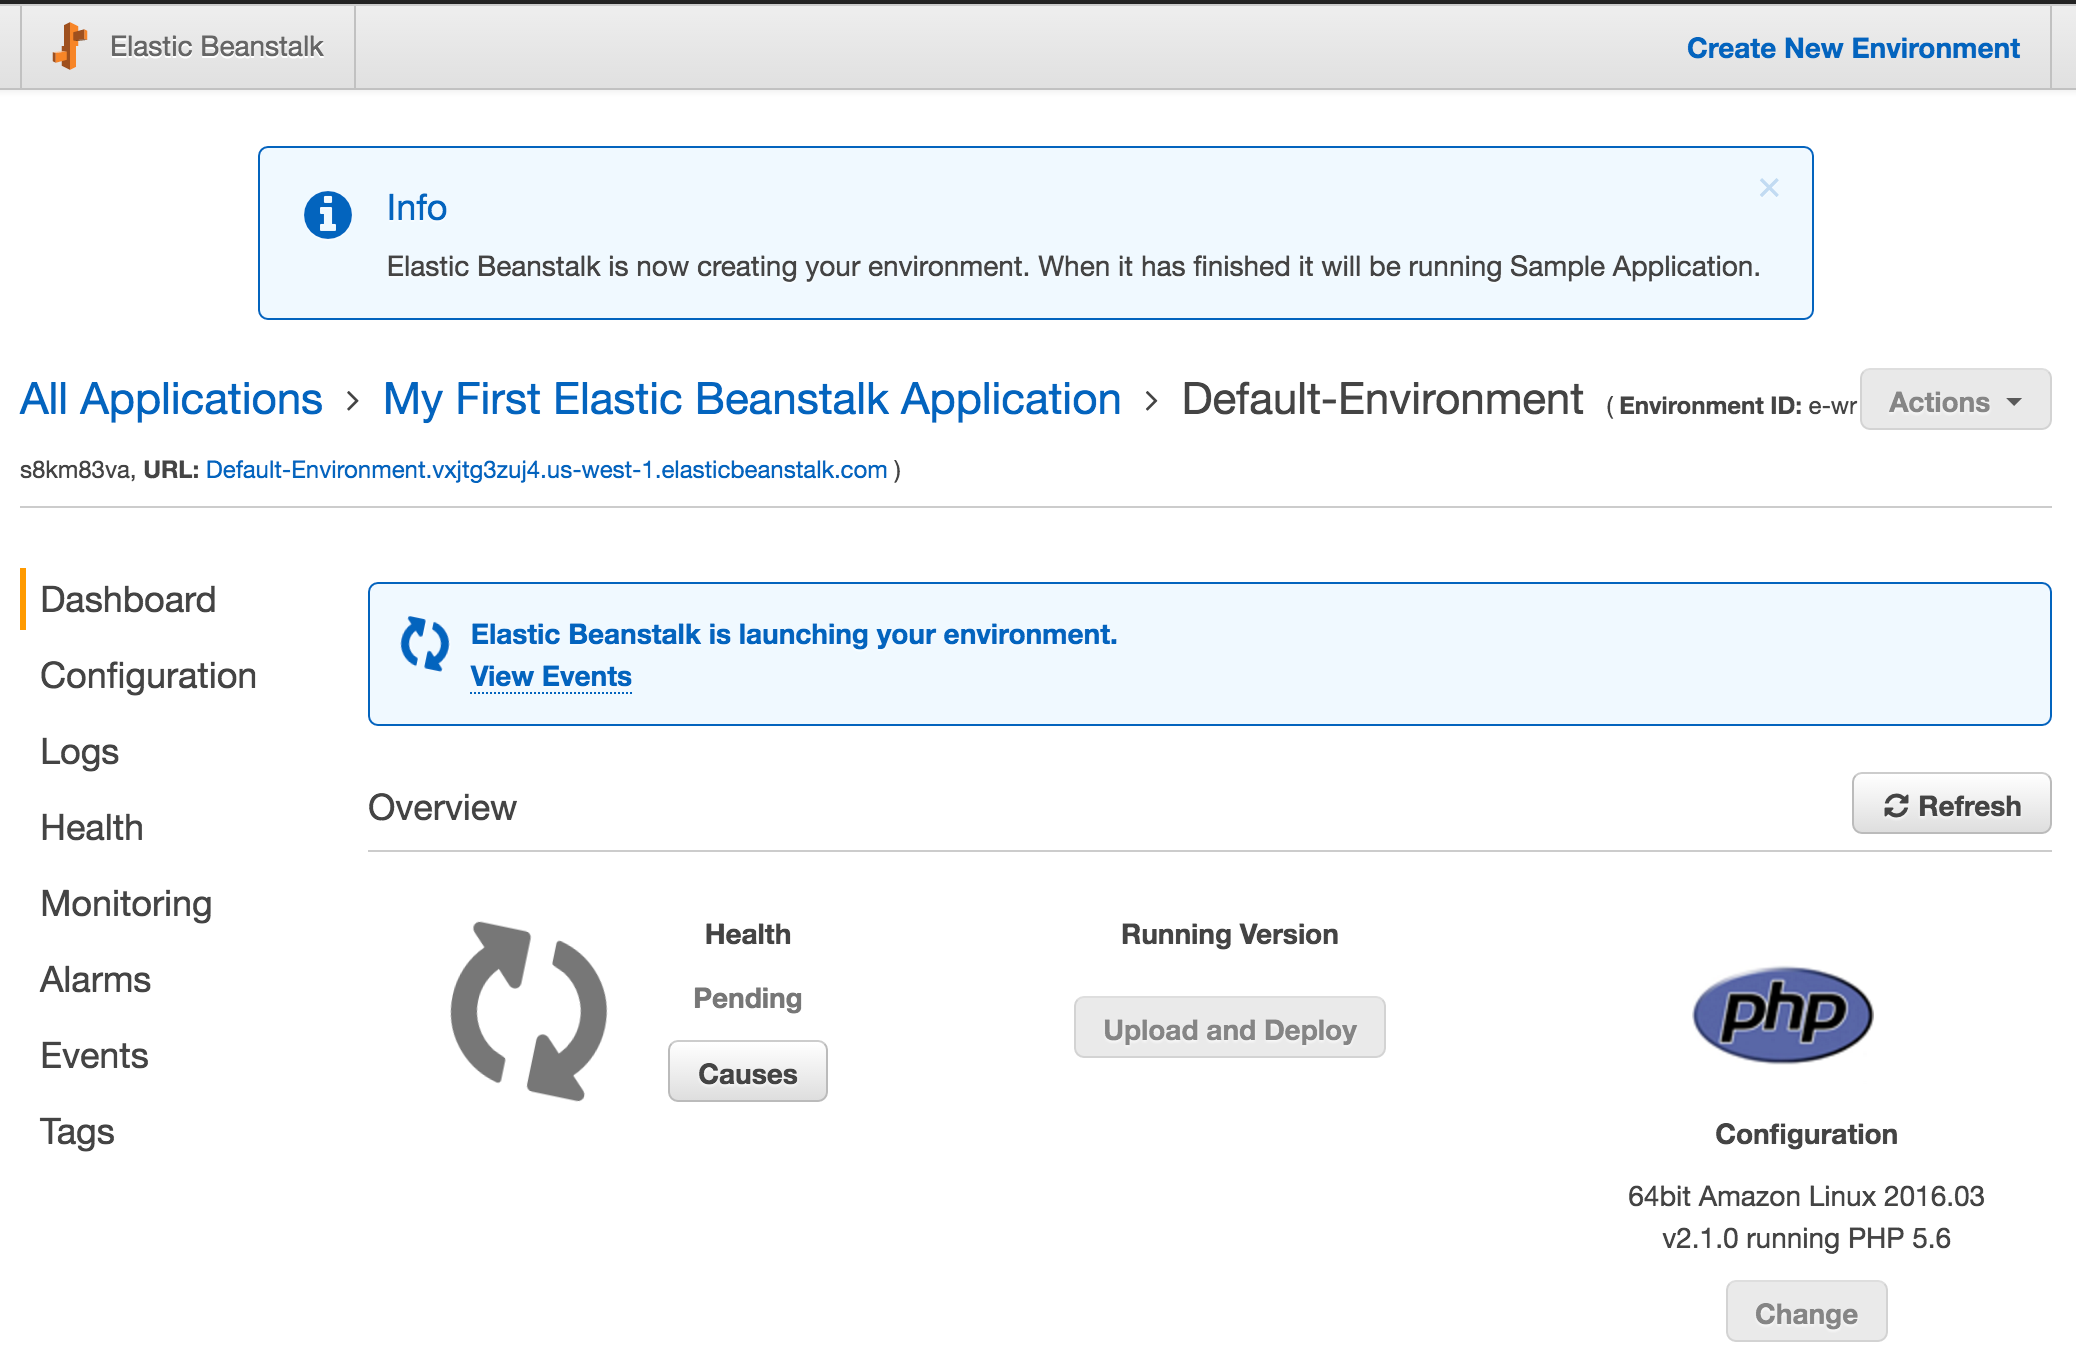 Elastic Beanstalk
Create New Environment
Info
Elastic Beanstalk is now creating your environment. When it has finished it will be running Sample Application.
All Applications > My First Elastic Beanstalk Application > Default-Environment ( Environment ID: e-wr
Actions
s8km83va, URL: Default-Environment.vxjtg3zuj4.us-west-1.elasticbeanstalk.com )
Dashboard
Configuration
Logs
Health
Monitoring
Alarms
Events
Tags
Elastic Beanstalk is launching your environment.
View Events
Overview
Refresh
Health
Pending
Causes
Running Version
Upload and Deploy
php
Configuration
64bit Amazon Linux 2016.03
v2.1.0 running PHP 5.6
Change